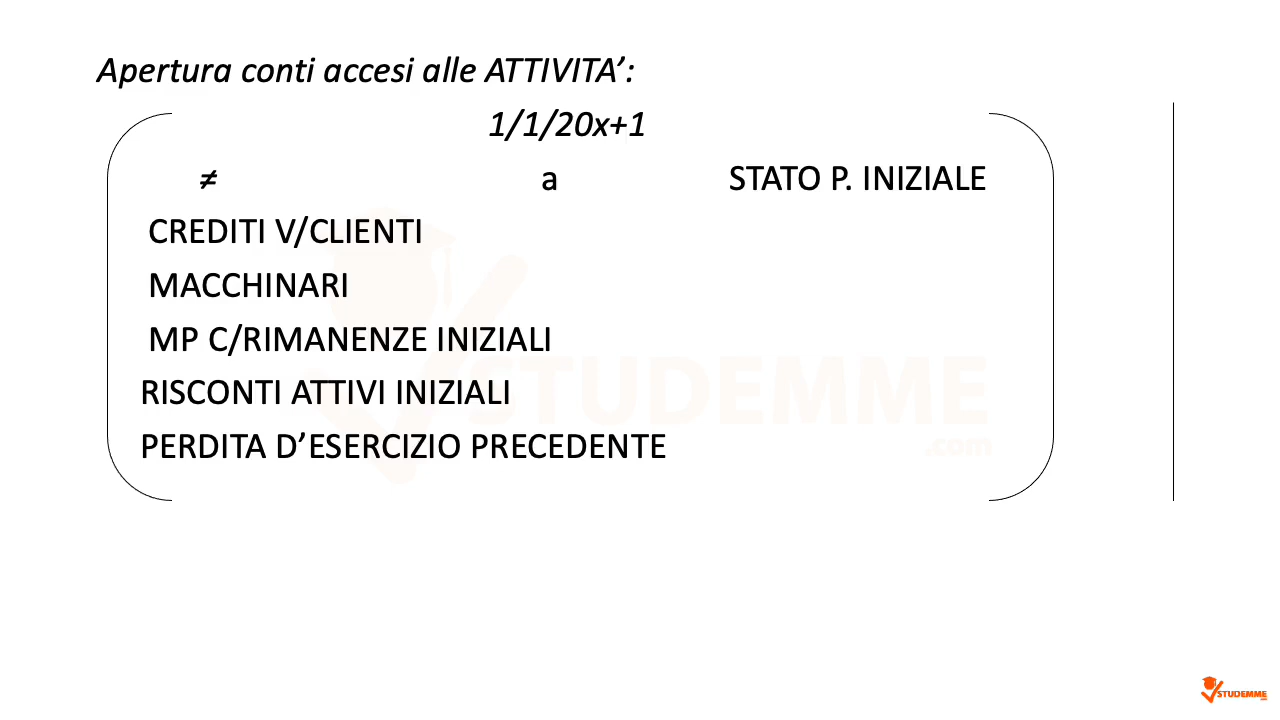 Apertura conti accesi alle ATTIVITA’:
1/1/20x+1
≠ a STATO P. INIZIALE
CREDITI V/CLIENTI
MACCHINARI
MP C/RIMANENZE INIZIALI
RISCONTI ATTIVI INIZIALI
PERDITA D’ESERCIZIO PRECEDENTE
STUDEMME
.com
STUDEMME
.com